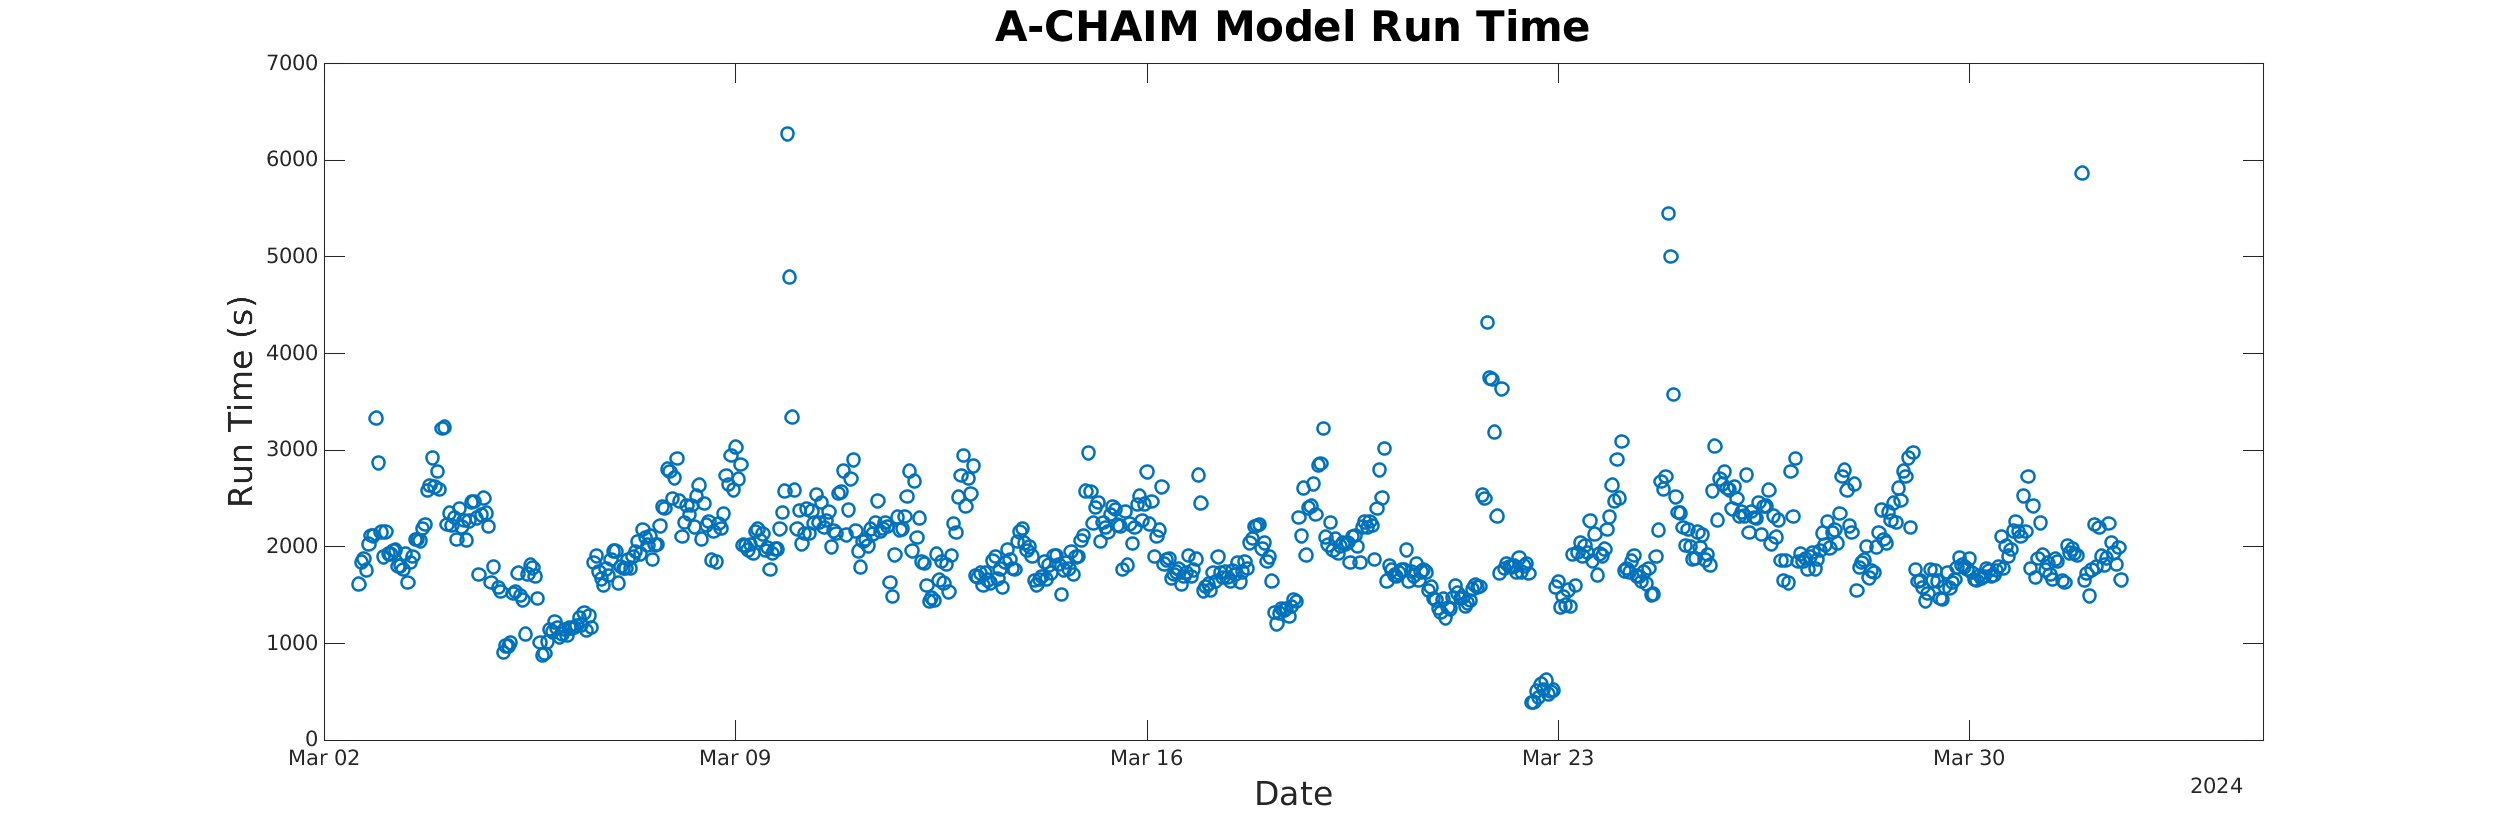 A-CHAIM Model Run Time
7000
6000
5000
4000
3000
2000
1000
0
Run Time (s)
Mar 02
Mar 09
Mar 16
Mar 23
Mar 30
Date
2024